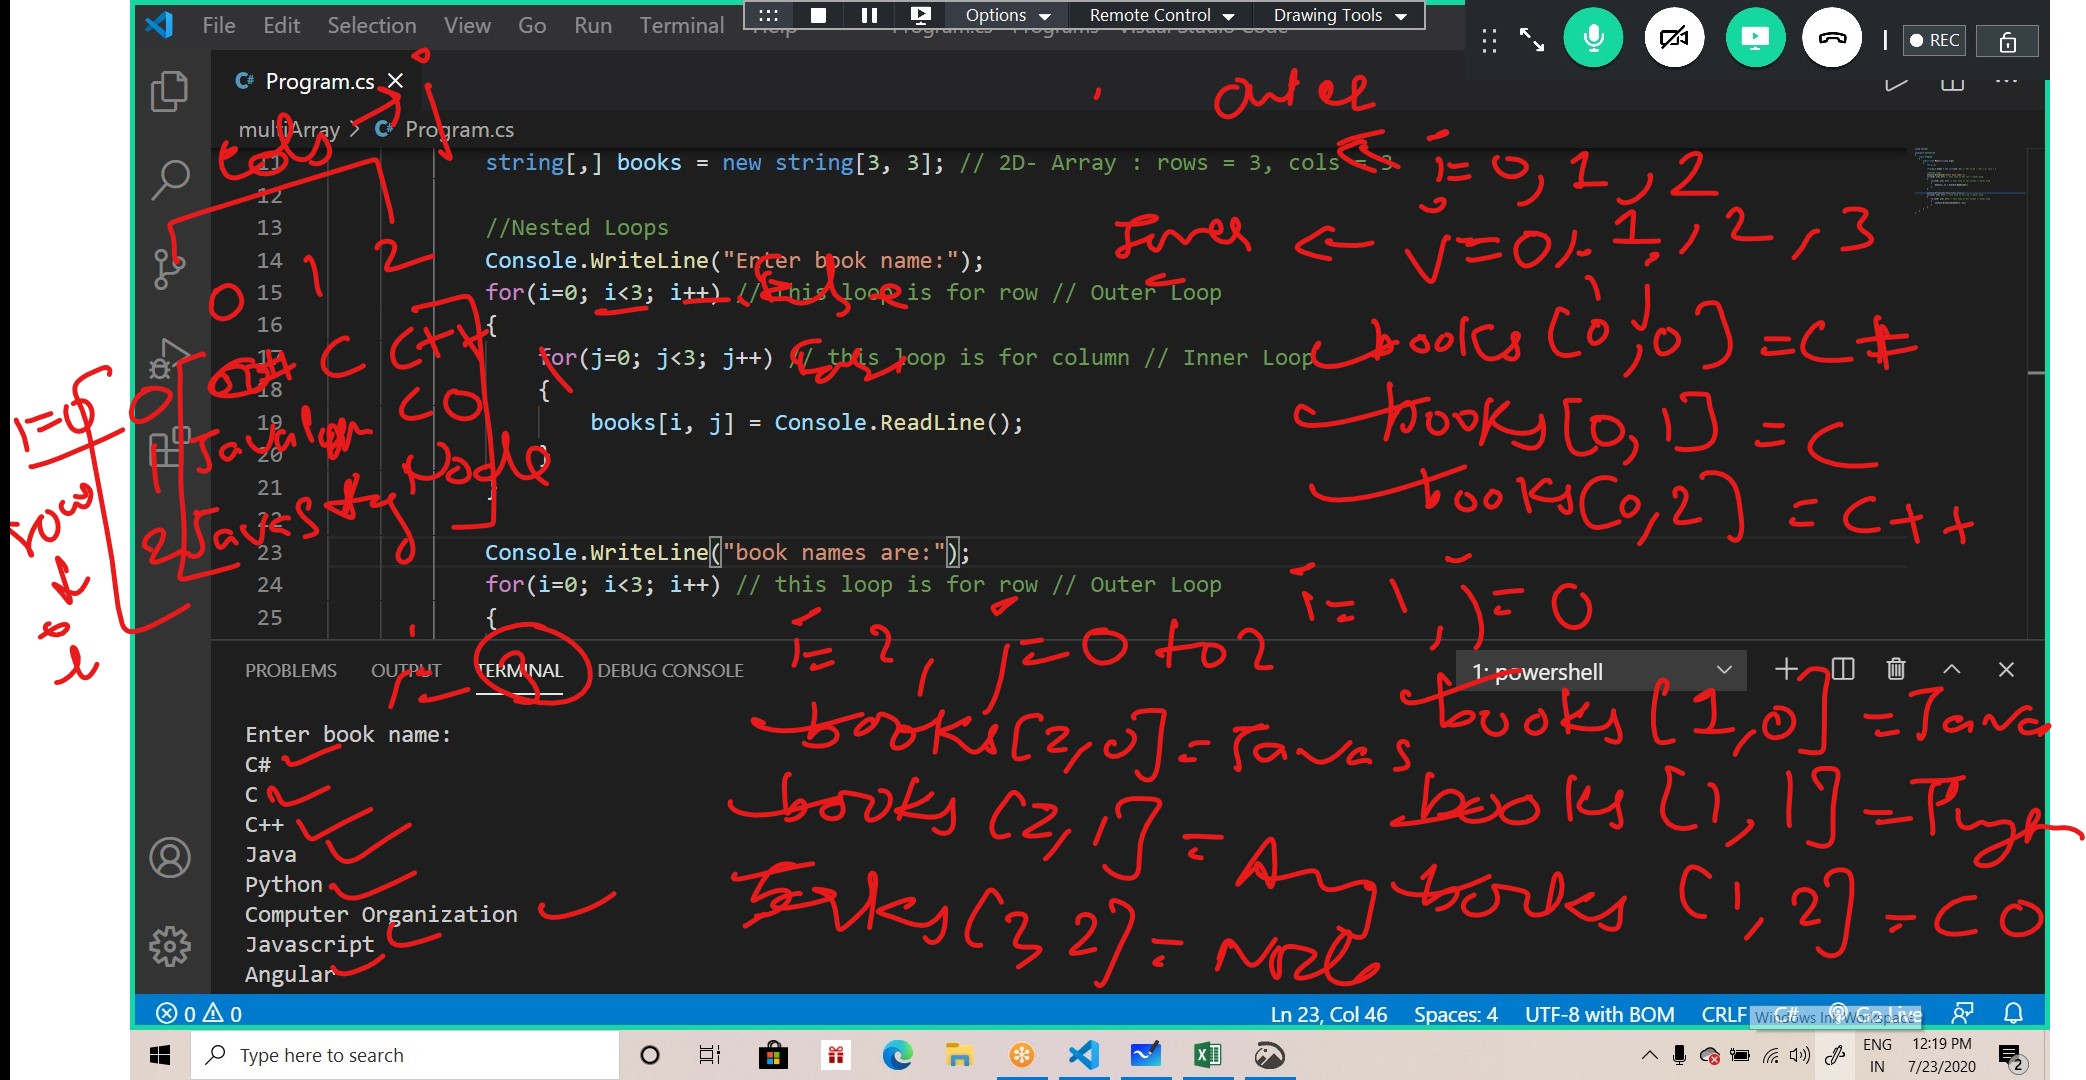 File Edit Selection View Go Run Terminal Help Program.cs - Programs - Visual Studio Code
Options Remote Control Drawing Tools
REC
C# Program.cs
multiArray > C# Program.cs
outer
cols
i
j
11 string[,] books = new string[3, 3]; // 2D- Array : rows = 3, cols = 3
i=0, 1, 2
12
13 //Nested Loops
Inner ← j=0, 1, 2, 3
14 Console.WriteLine("Enter book name:");
0 1 2
15 for(i=0; i<3; i++) // this loop is for row // Outer Loop
False
16 {
books[0,0] = C#
17 for(j=0; j<3; j++) // this loop is for column // Inner Loop
18 {
0 C# C C++
i=0
19 books[i, j] = Console.ReadLine();
books[0,1] = C
20 }
1 Java CO
21 }
books[0,2] = C++
22
2 Javas Ang Node
rows
23 Console.WriteLine("book names are:");
24 for(i=0; i<3; i++) // this loop is for row // Outer Loop
i=1, j=0
25 {
i=2, j=0 to 2
i=3
PROBLEMS OUTPUT TERMINAL DEBUG CONSOLE 1: powershell
books[1,0] = Java
Enter book name:
books[2,0] = Javas
C#
C
books[1,1] =
books[2,1] = Ang
C++
Java
Python
books[1,2] = CO
books[3 2] = Node
Computer Organization
Javascript
Angular
0 0 Ln 23, Col 46 Spaces: 4 UTF-8 with BOM CRLF C# Go Live
Windows Ink Workspace
Type here to search
ENG
IN
12:19 PM
7/23/2020
2